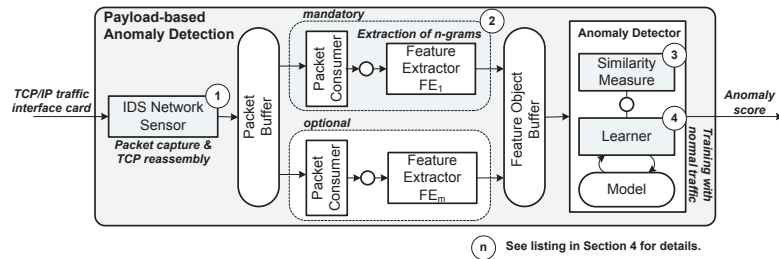 Payload-based
Anomaly Detection
TCP/IP traffic
interface card
1
IDS Network
Sensor
Packet capture &
TCP reassembly
Packet
Buffer
mandatory
2
Extraction of n-grams
Packet
Consumer
Feature
Extractor
FE1
optional
Packet
Consumer
Feature
Extractor
FEm
Feature Object
Buffer
Anomaly Detector
3
Similarity
Measure
4
Learner
Model
Training with
normal traffic
Anomaly
score
n See listing in Section 4 for details.